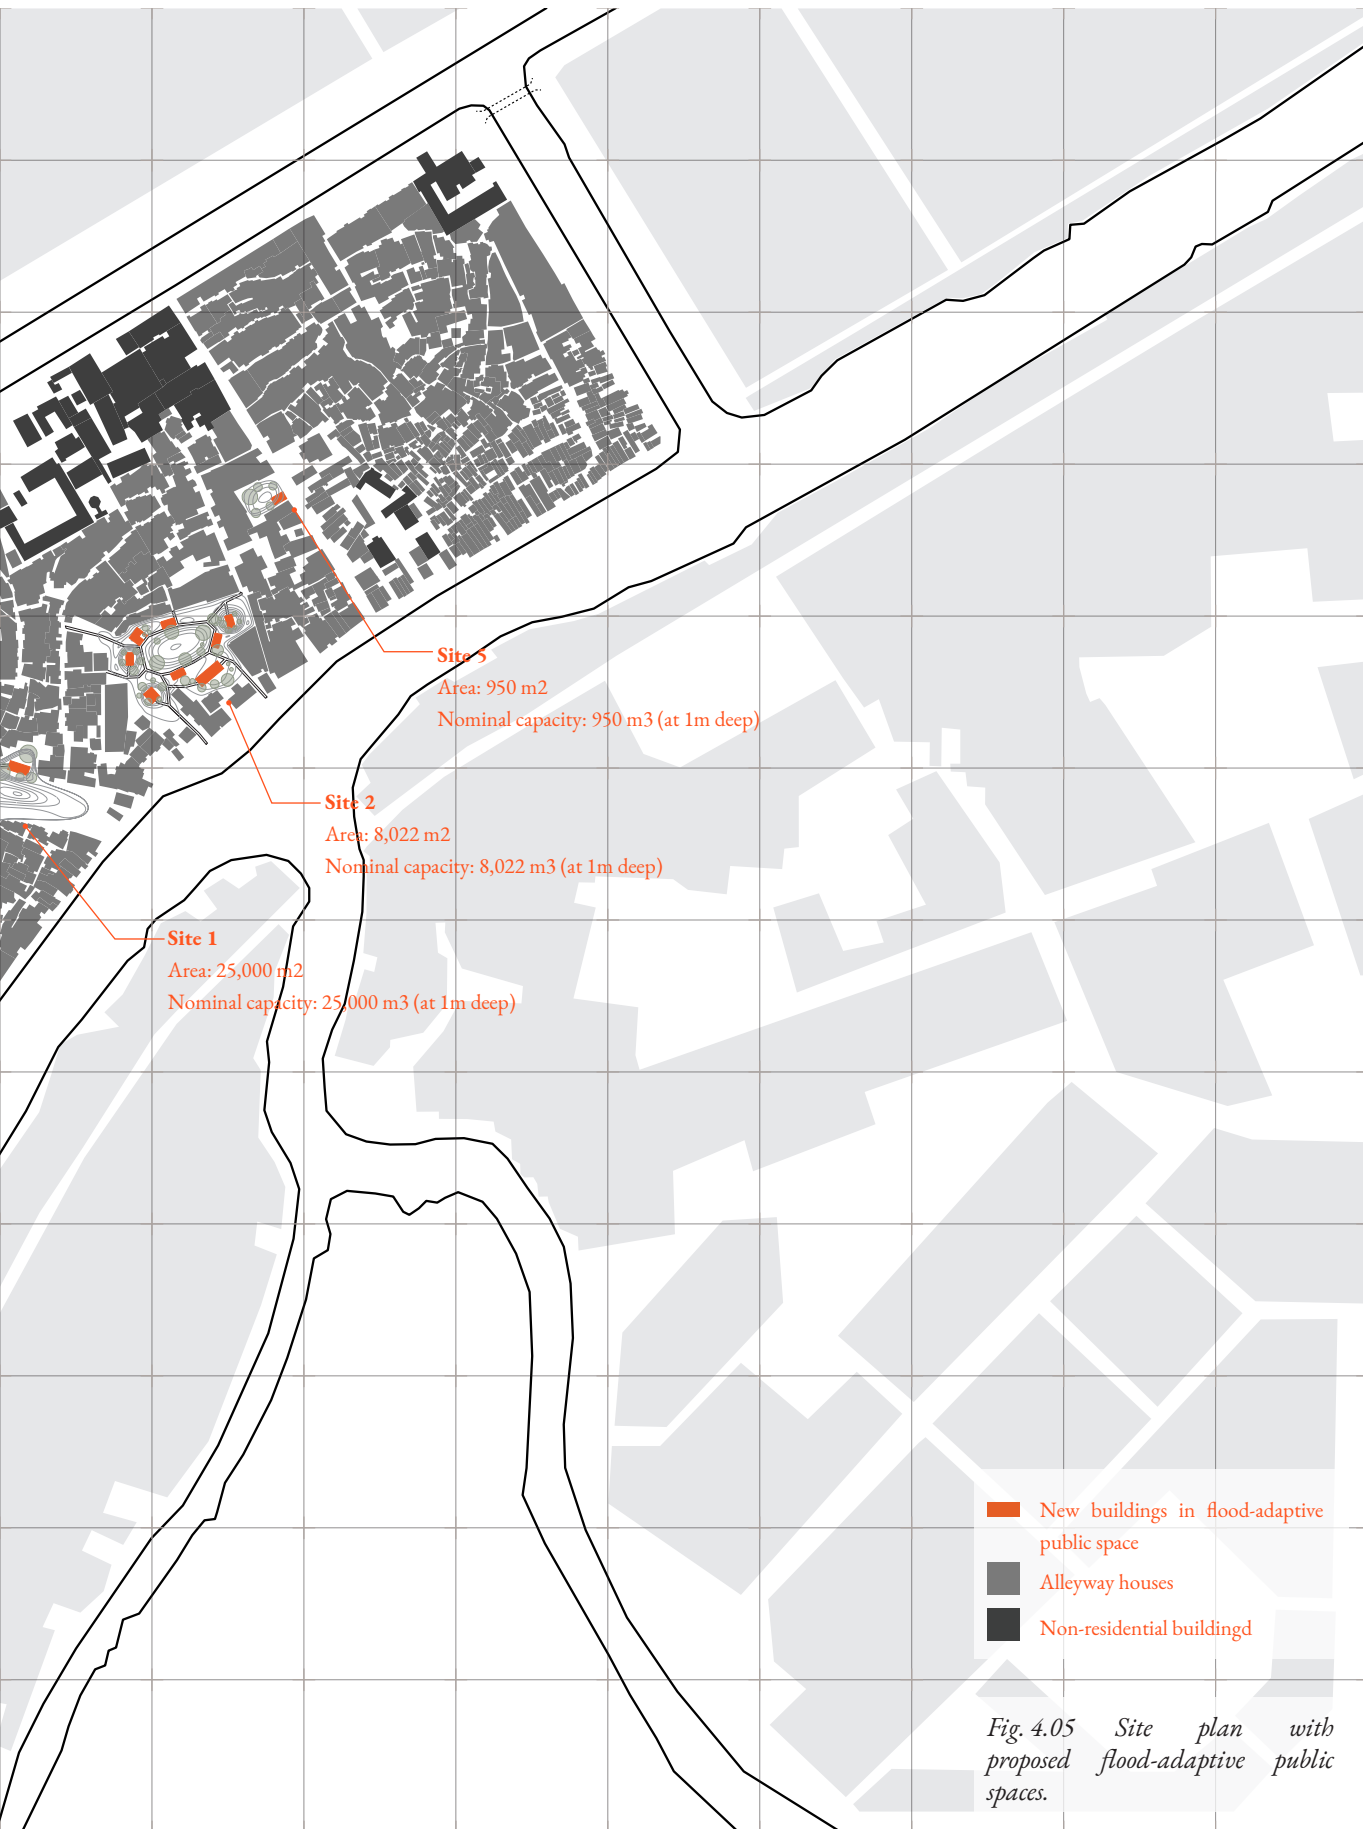 Site 5
Area: 950 m2
Nominal capacity: 950 m3 (at 1m deep)
Site 2
Area: 8,022 m2
Nominal capacity: 8,022 m3 (at 1m deep)
Site 1
Area: 25,000 m2
Nominal capacity: 25,000 m3 (at 1m deep)
New buildings in flood-adaptive
public space
Alleyway houses
Non-residential buildingd
Fig. 4.05 Site plan with
proposed flood-adaptive public
spaces.